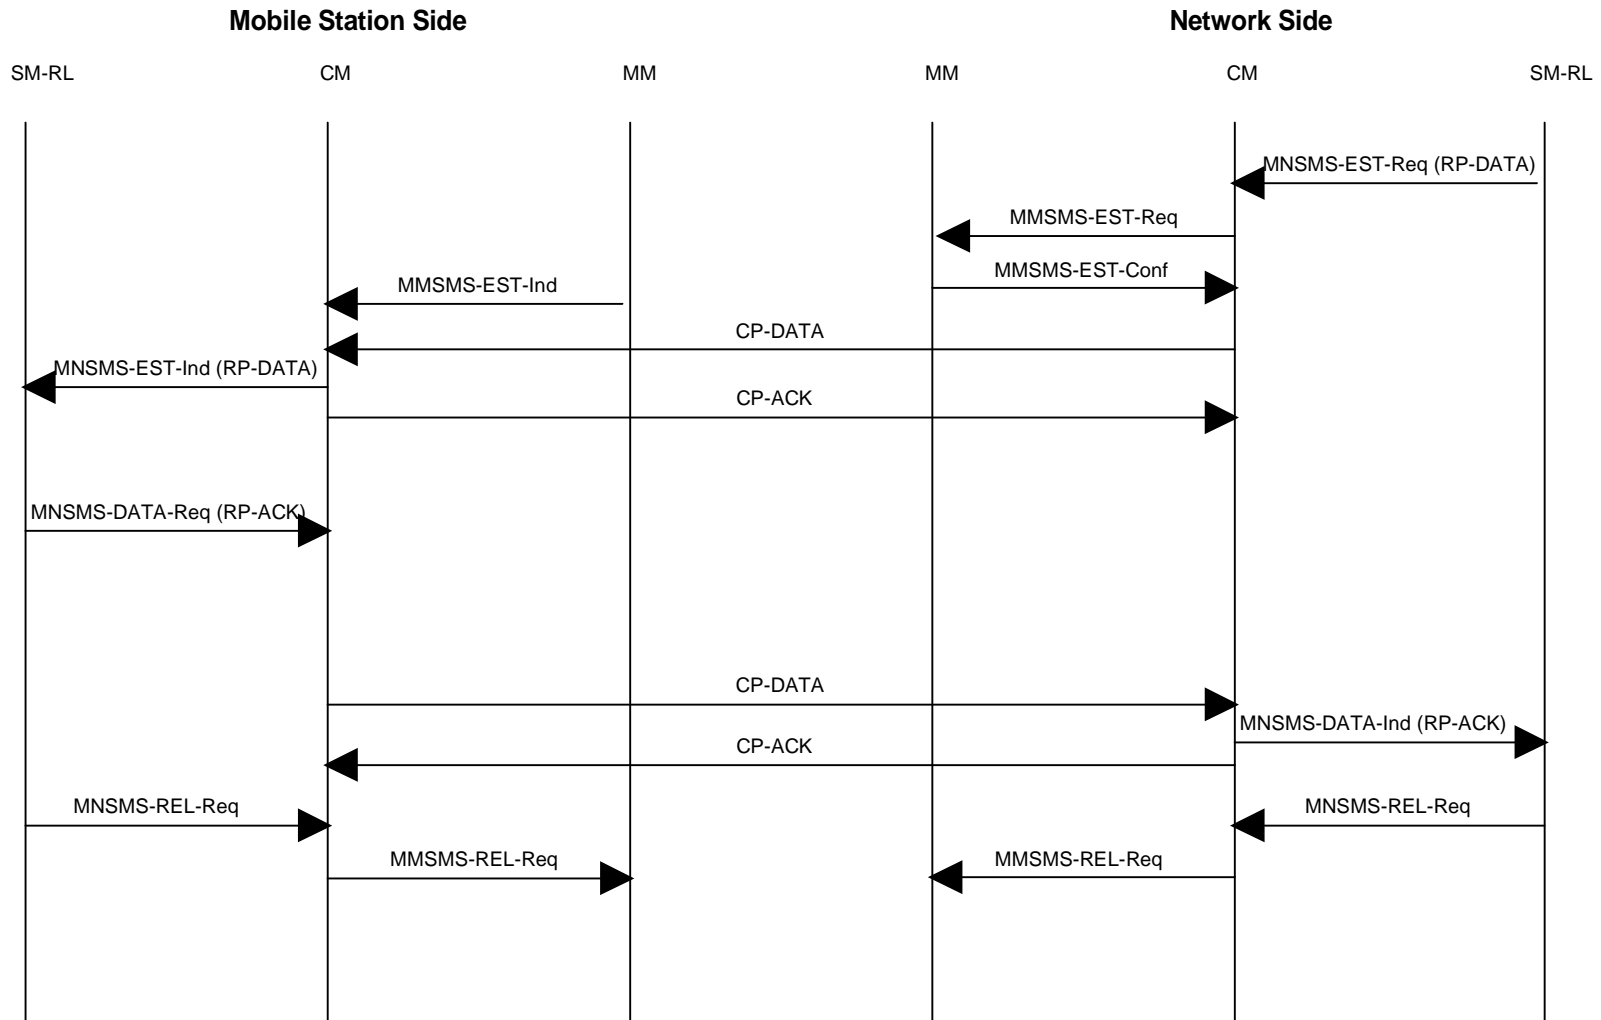 Mobile Station Side
Network Side
SM-RL
CM
MM
MM
CM
SM-RL
MNSMS-EST-Req (RP-DATA)
MMSMS-EST-Req
MMSMS-EST-Conf
MMSMS-EST-Ind
CP-DATA
MNSMS-EST-Ind (RP-DATA)
CP-ACK
MNSMS-DATA-Req (RP-ACK)
CP-DATA
MNSMS-DATA-Ind (RP-ACK)
CP-ACK
MNSMS-REL-Req
MNSMS-REL-Req
MMSMS-REL-Req
MMSMS-REL-Req